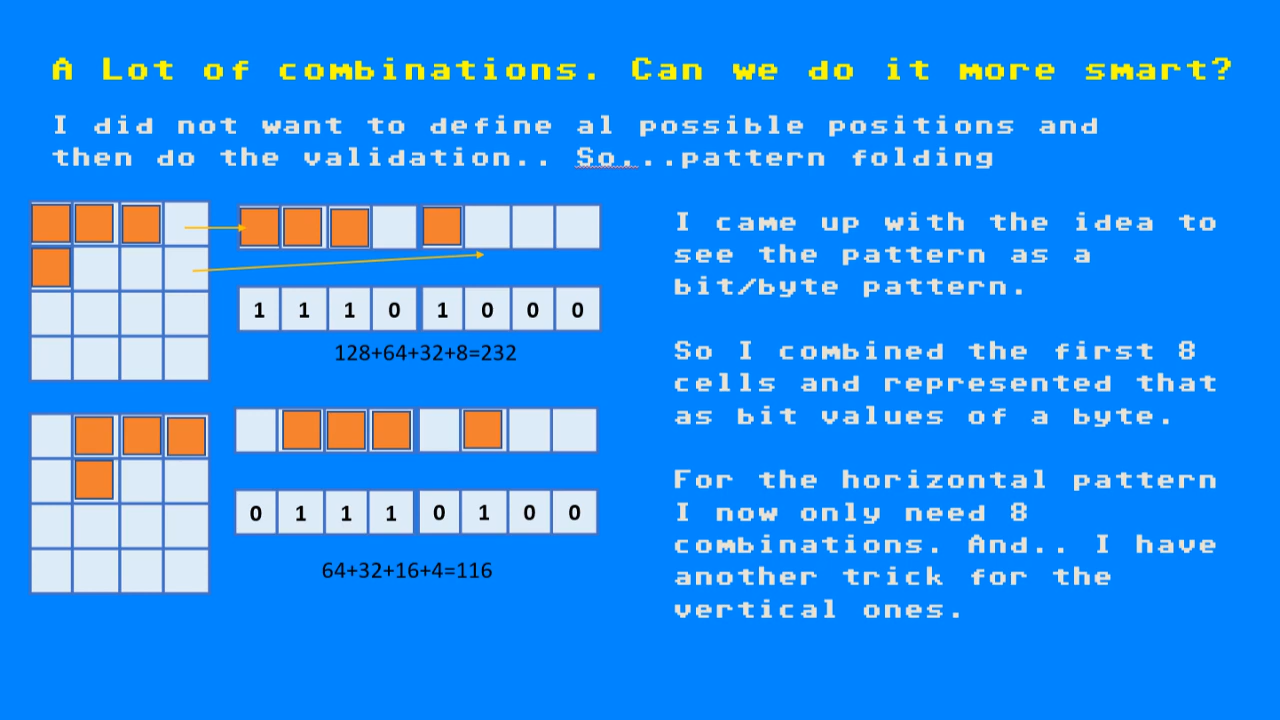 A Lot of combinations. Can we do it more smart?
I did not want to define al possible positions and
then do the validation.. So...pattern folding
1 1 1 0 1 0 0 0
128+64+32+8=232
0 1 1 1 0 1 0 0
64+32+16+4=116
I came up with the idea to
see the pattern as a
bit/byte pattern.
So I combined the first 8
cells and represented that
as bit values of a byte.
For the horizontal pattern
I now only need 8
combinations. And.. I have
another trick for the
vertical ones.